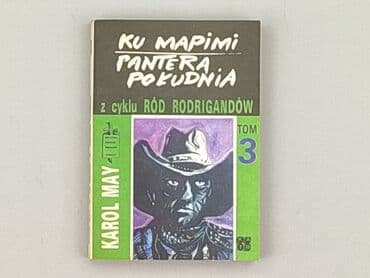 KU MAPIMI
PANTERA
POŁUDNIA
z cyklu RÓD RODRIGANDÓW
TOM
3
KAROL MAY